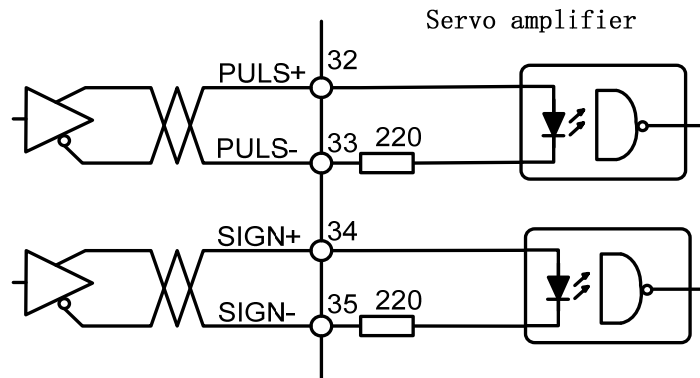 Servo amplifier
32
PULS+
33
220
PULS-
34
SIGN+
35
220
SIGN-